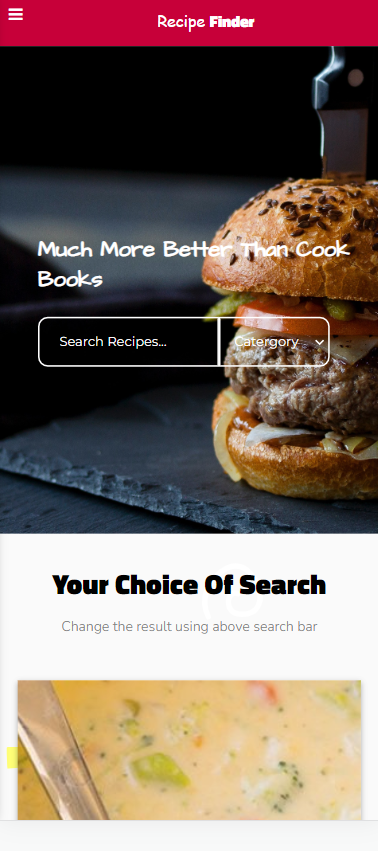 Recipe Finder
Much More Better Than Cook
Books
Search Recipes...
Catergory
Your Choice Of Search
Change the result using above search bar